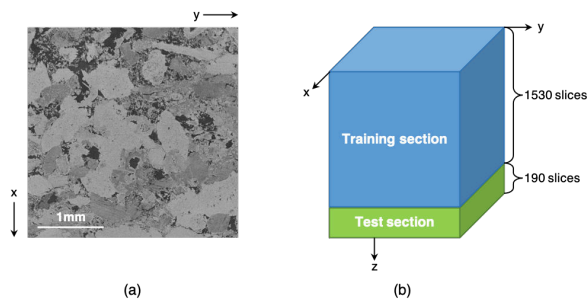 y
x
1mm
(a)
y
x
Training section
1530 slices
190 slices
Test section
z
(b)